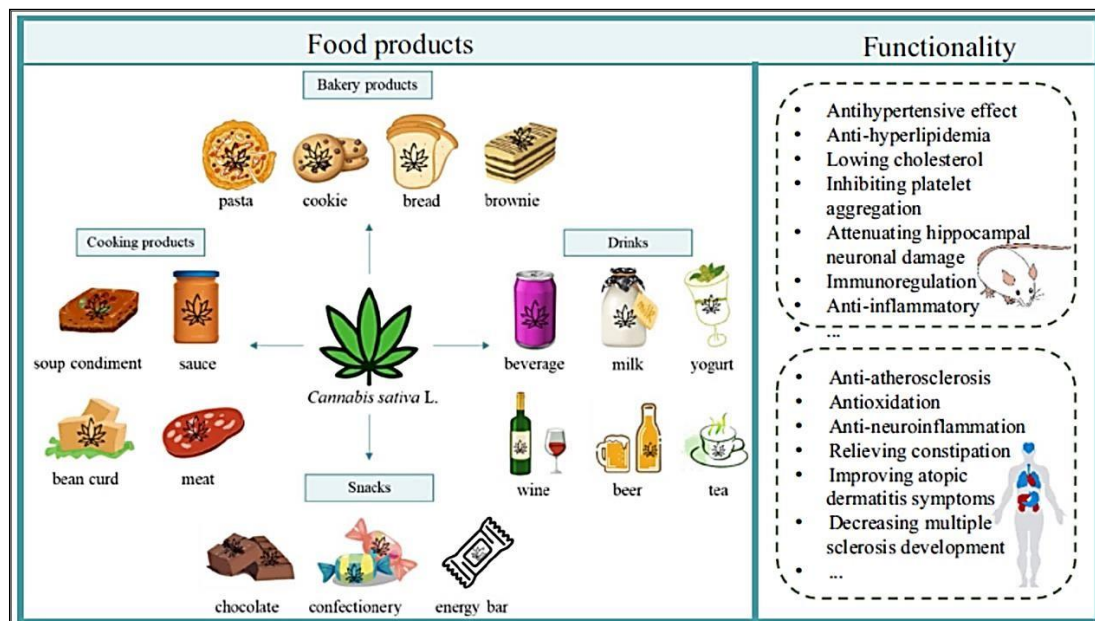 Food products
Functionality
Bakery products
pasta
cookie
bread
brownie
Cooking products
soup condiment
sauce
bean curd
meat
Cannabis sativa L.
Drinks
beverage
milk
yogurt
wine
beer
tea
Snacks
chocolate
confectionery
energy bar
• Antihypertensive effect
• Anti-hyperlipidemia
• Lowing cholesterol
• Inhibiting platelet
aggregation
• Attenuating hippocampal
neuronal damage
• Immunoregulation
• Anti-inflammatory
• ...
• Anti-atherosclerosis
• Antioxidation
• Anti-neuroinflammation
• Relieving constipation
• Improving atopic
dermatitis symptoms
• Decreasing multiple
sclerosis development
• ...